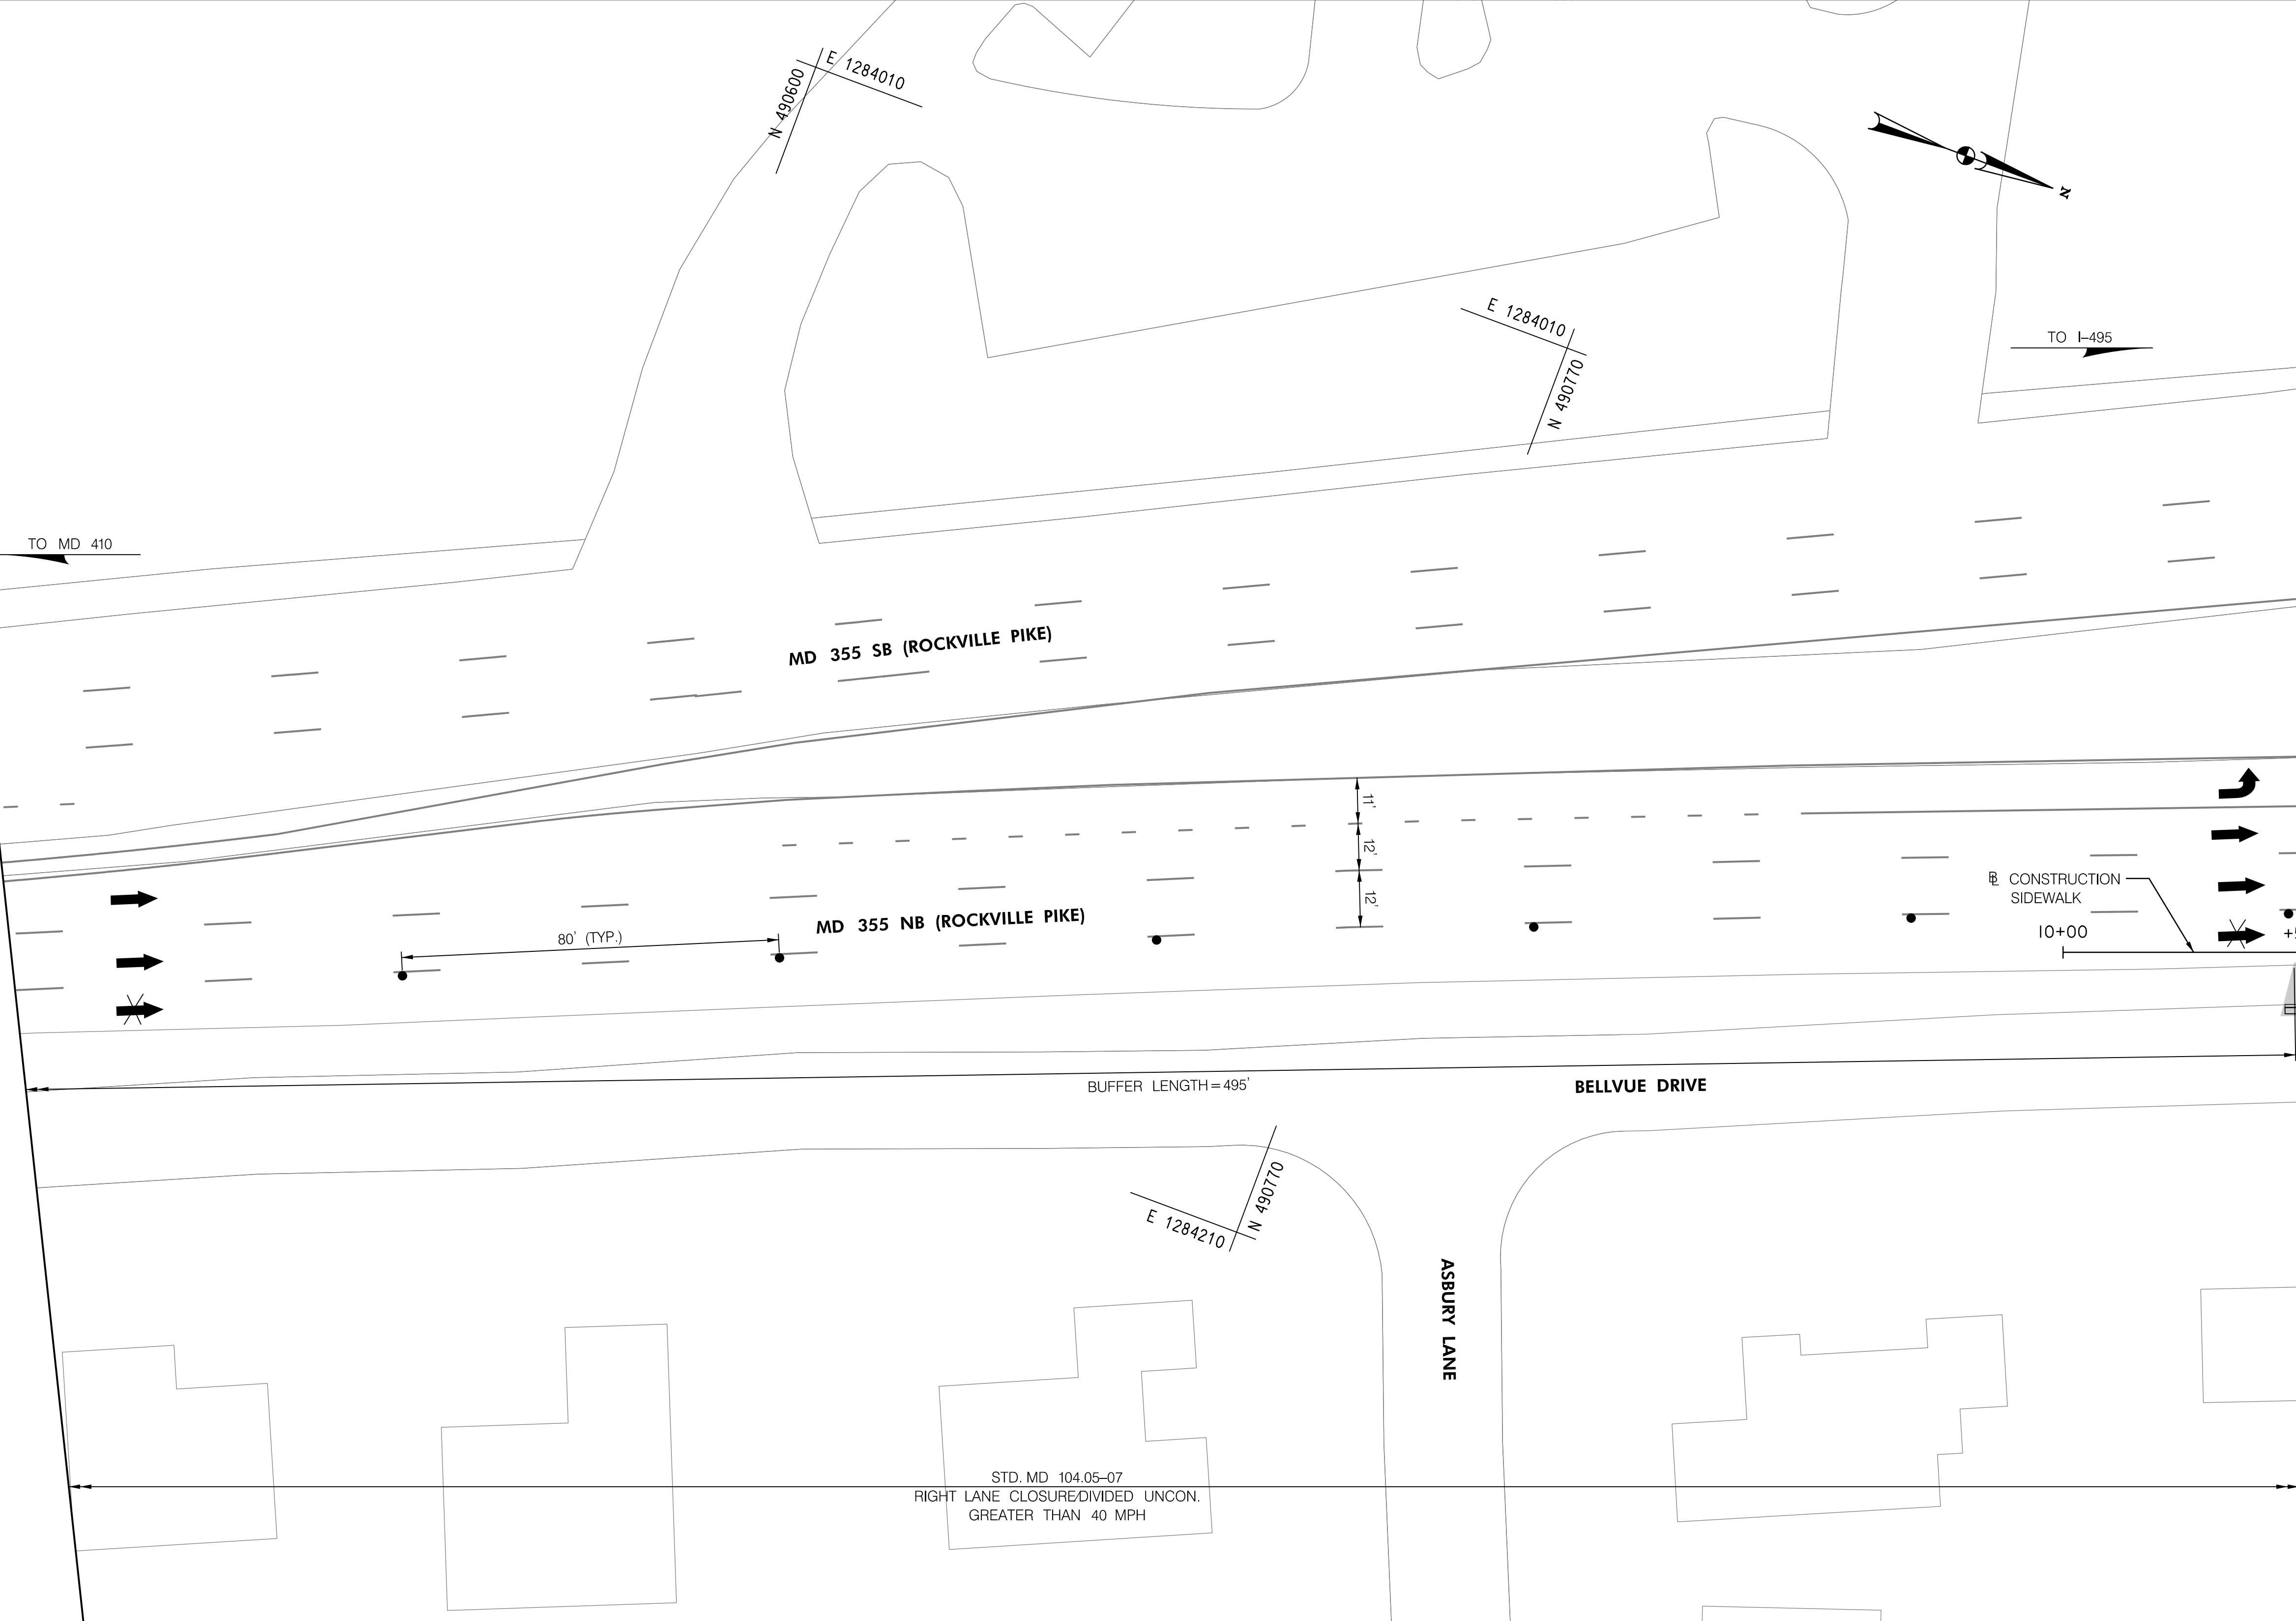 E 1284010
N 490600
N
E 1284010
N 490770
TO I-495
TO MD 410
MD 355 SB (ROCKVILLE PIKE)
11'
12'
12'
MD 355 NB (ROCKVILLE PIKE)
80' (TYP.)
BL CONSTRUCTION
SIDEWALK
10+00
BUFFER LENGTH=495'
BELLVUE DRIVE
E 1284210
N 490770
ASBURY LANE
STD. MD 104.05-07
RIGHT LANE CLOSURE/DIVIDED UNCON.
GREATER THAN 40 MPH